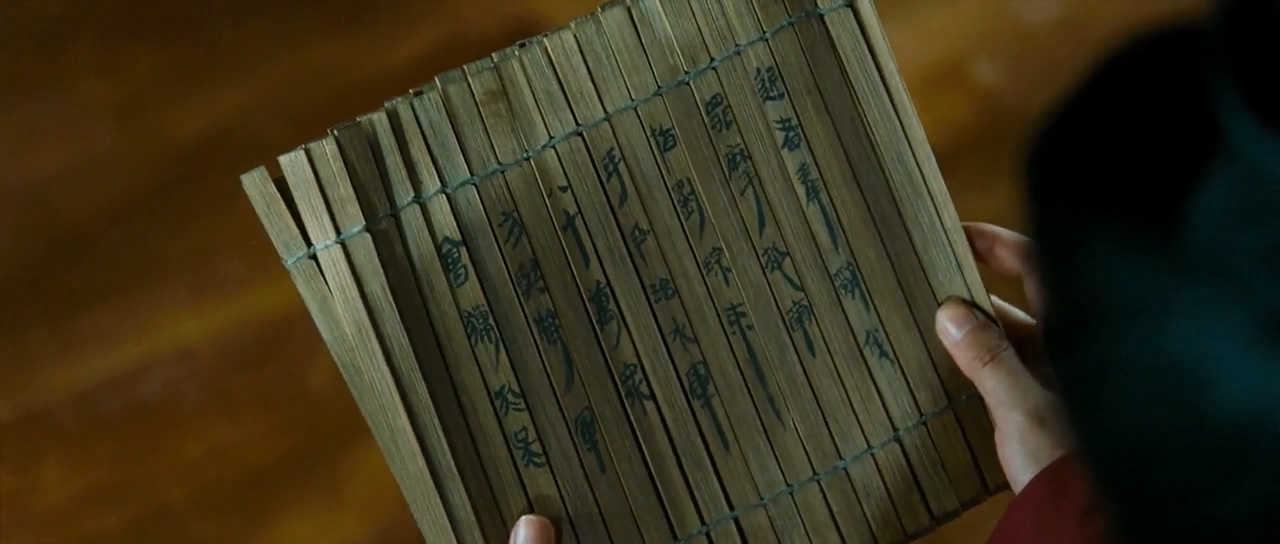 近者奉辭伐
罪麾南
指劉琮束
手今治水軍
八十萬眾
方與將軍
會獵於吳